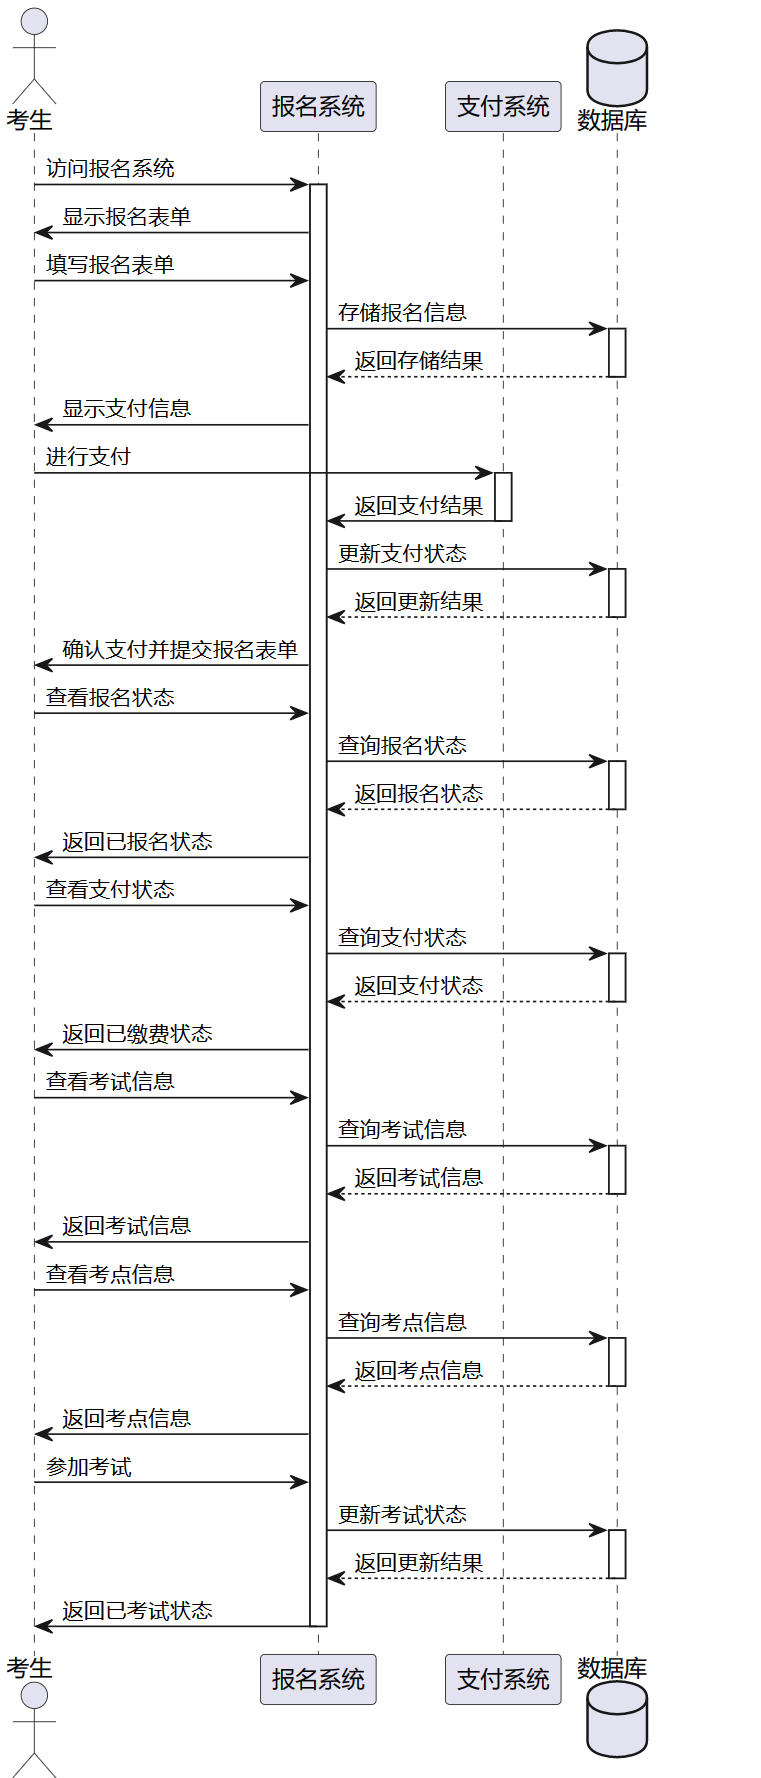 考生
报名系统
支付系统
数据库
访问报名系统
显示报名表单
填写报名表单
存储报名信息
返回存储结果
显示支付信息
进行支付
返回支付结果
更新支付状态
返回更新结果
确认支付并提交报名表单
查看报名状态
查询报名状态
返回报名状态
返回已报名状态
查看支付状态
查询支付状态
返回支付状态
返回已缴费状态
查看考试信息
查询考试信息
返回考试信息
返回考试信息
查看考点信息
查询考点信息
返回考点信息
返回考点信息
参加考试
更新考试状态
返回更新结果
返回已考试状态
考生
报名系统
支付系统
数据库